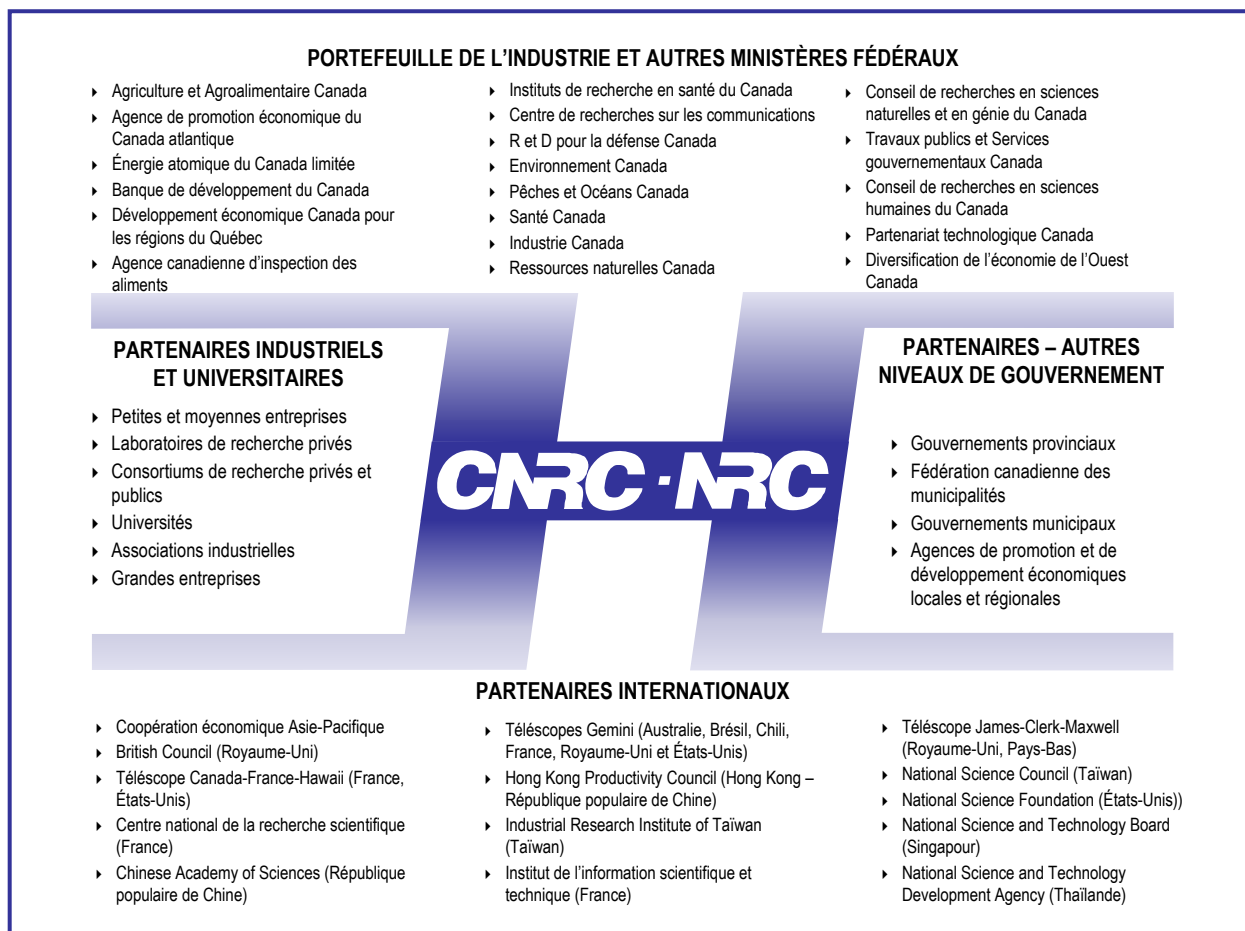 PORTEFEUILLE DE L’INDUSTRIE ET AUTRES MINISTÈRES FÉDÉRAUX
Agriculture et Agroalimentaire Canada
Agence de promotion économique du
Canada atlantique
Énergie atomique du Canada limitée
Banque de développement du Canada
Développement économique Canada pour
les régions du Québec
Agence canadienne d’inspection des
aliments
Instituts de recherche en santé du Canada
Centre de recherches sur les communications
R et D pour la défense Canada
Environnement Canada
Pêches et Océans Canada
Santé Canada
Industrie Canada
Ressources naturelles Canada
Conseil de recherches en sciences
naturelles et en génie du Canada
Travaux publics et Services
gouvernementaux Canada
Conseil de recherches en sciences
humaines du Canada
Partenariat technologique Canada
Diversification de l’économie de l’Ouest
Canada
PARTENAIRES INDUSTRIELS
ET UNIVERSITAIRES
Petites et moyennes entreprises
Laboratoires de recherche privés
Consortiums de recherche privés et
publics
Universités
Associations industrielles
Grandes entreprises
CNRC·NRC
PARTENAIRES – AUTRES
NIVEAUX DE GOUVERNEMENT
Gouvernements provinciaux
Fédération canadienne des
municipalités
Gouvernements municipaux
Agences de promotion et de
développement économiques
locales et régionales
PARTENAIRES INTERNATIONAUX
Coopération économique Asie-Pacifique
British Council (Royaume-Uni)
Téléscope Canada-France-Hawaii (France,
États-Unis)
Centre national de la recherche scientifique
(France)
Chinese Academy of Sciences (République
populaire de Chine)
Téléscopes Gemini (Australie, Brésil, Chili,
France, Royaume-Uni et États-Unis)
Hong Kong Productivity Council (Hong Kong –
République populaire de Chine)
Industrial Research Institute of Taïwan
(Taïwan)
Institut de l’information scientifique et
technique (France)
Téléscope James-Clerk-Maxwell
(Royaume-Uni, Pays-Bas)
National Science Council (Taïwan)
National Science Foundation (États-Unis))
National Science and Technology Board
(Singapour)
National Science and Technology
Development Agency (Thaïlande)